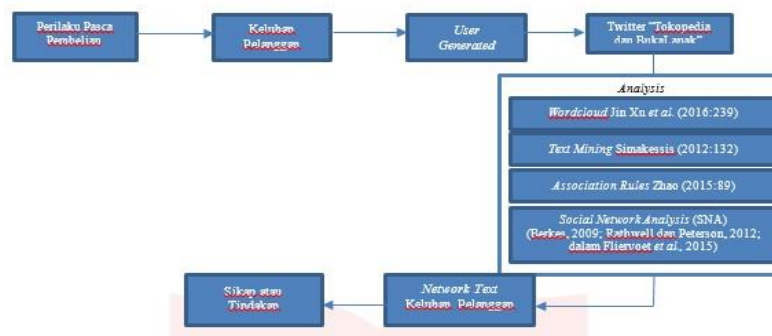 Perilaku Pasca
Pembelian
Keluhan
Pelanggan
User
Generated
Twitter "Tokopedia
dan BukaLapak"
Analysis
Wordcloud Jin Xu et al. (2016:239)
Text Mining Simakessis (2012:132)
Association Rules Zhao (2015:89)
Social Network Analysis (SNA)
(Berkes, 2009; Rathwell dan Peterson, 2012;
dalam Fliervoet et al., 2015)
Network Text
Keluhan Pelanggan
Sikap atau
Tindakan